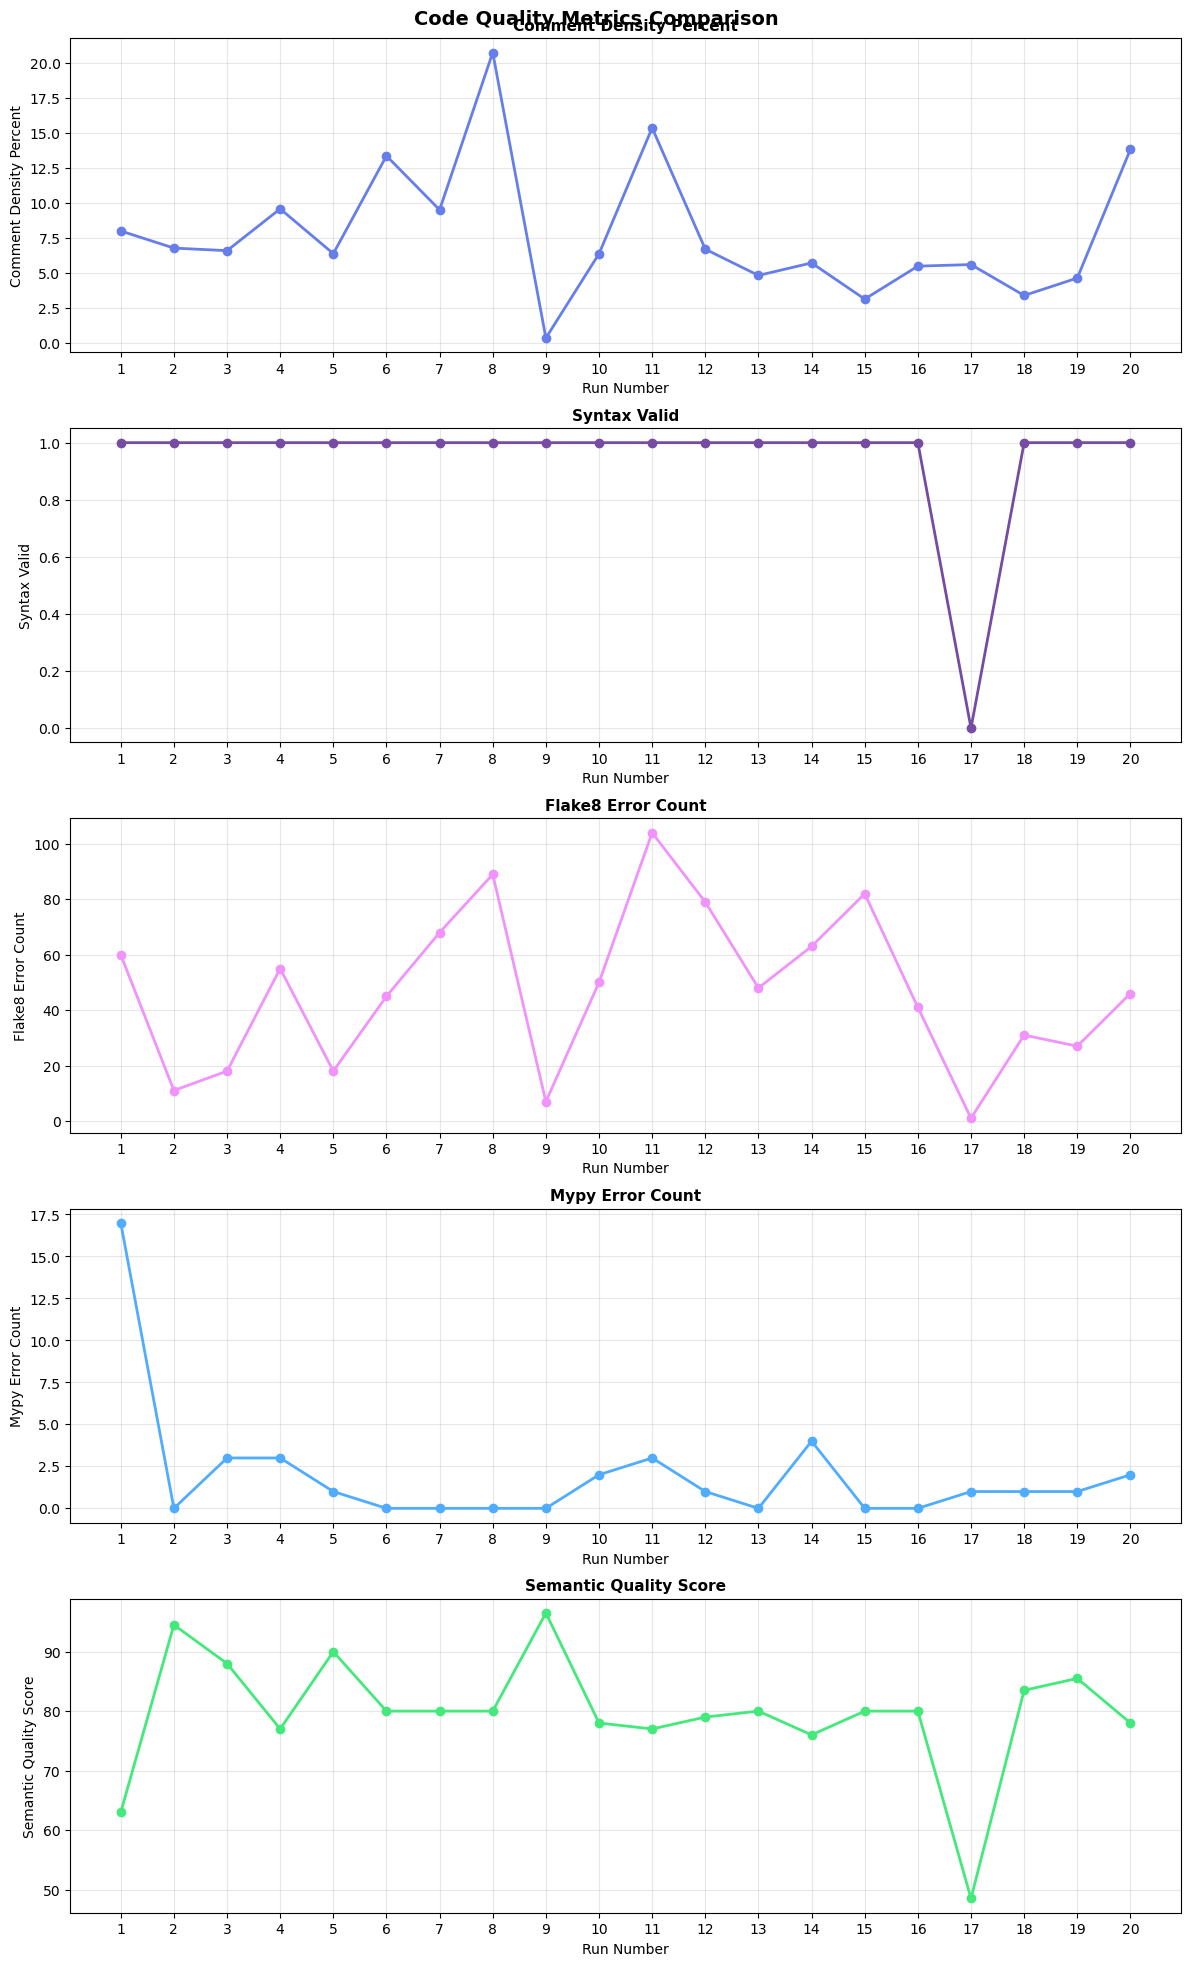 Code Quality Metrics Comparison
Comment Density Percent
Comment Density Percent
20.0
17.5
15.0
12.5
10.0
7.5
5.0
2.5
0.0
1 2 3 4 5 6 7 8 9 10 11 12 13 14 15 16 17 18 19 20
Run Number
Syntax Valid
Syntax Valid
1.0
0.8
0.6
0.4
0.2
0.0
1 2 3 4 5 6 7 8 9 10 11 12 13 14 15 16 17 18 19 20
Run Number
Flake8 Error Count
Flake8 Error Count
100
80
60
40
20
0
1 2 3 4 5 6 7 8 9 10 11 12 13 14 15 16 17 18 19 20
Run Number
Mypy Error Count
Mypy Error Count
17.5
15.0
12.5
10.0
7.5
5.0
2.5
0.0
1 2 3 4 5 6 7 8 9 10 11 12 13 14 15 16 17 18 19 20
Run Number
Semantic Quality Score
Semantic Quality Score
90
80
70
60
50
1 2 3 4 5 6 7 8 9 10 11 12 13 14 15 16 17 18 19 20
Run Number